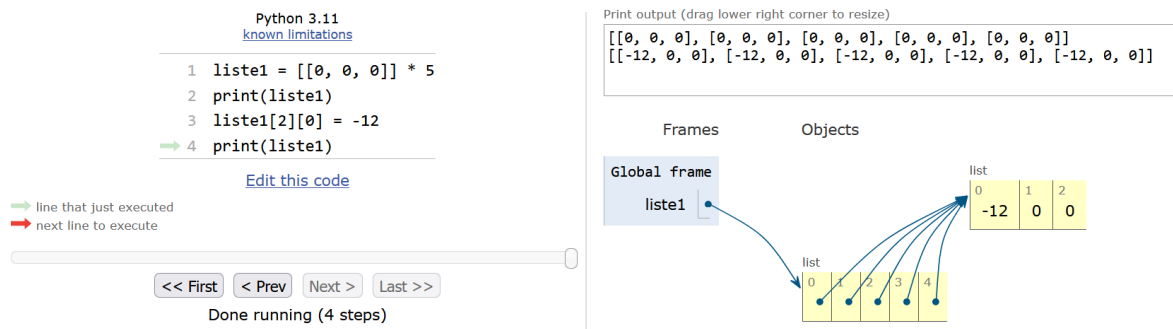 Python 3.11
known limitations
1 liste1 = [[0, 0, 0]] * 5
2 print(liste1)
3 liste1[2][0] = -12
4 print(liste1)
Edit this code
line that just executed
next line to execute
<< First
< Prev
Next >
Last >>
Done running (4 steps)
Print output (drag lower right corner to resize)
[[0, 0, 0], [0, 0, 0], [0, 0, 0], [0, 0, 0], [0, 0, 0]]
[[-12, 0, 0], [-12, 0, 0], [-12, 0, 0], [-12, 0, 0], [-12, 0, 0]]
Frames
Objects
Global frame
liste1
list
0 1 2
-12 0 0
list
0 1 2 3 4